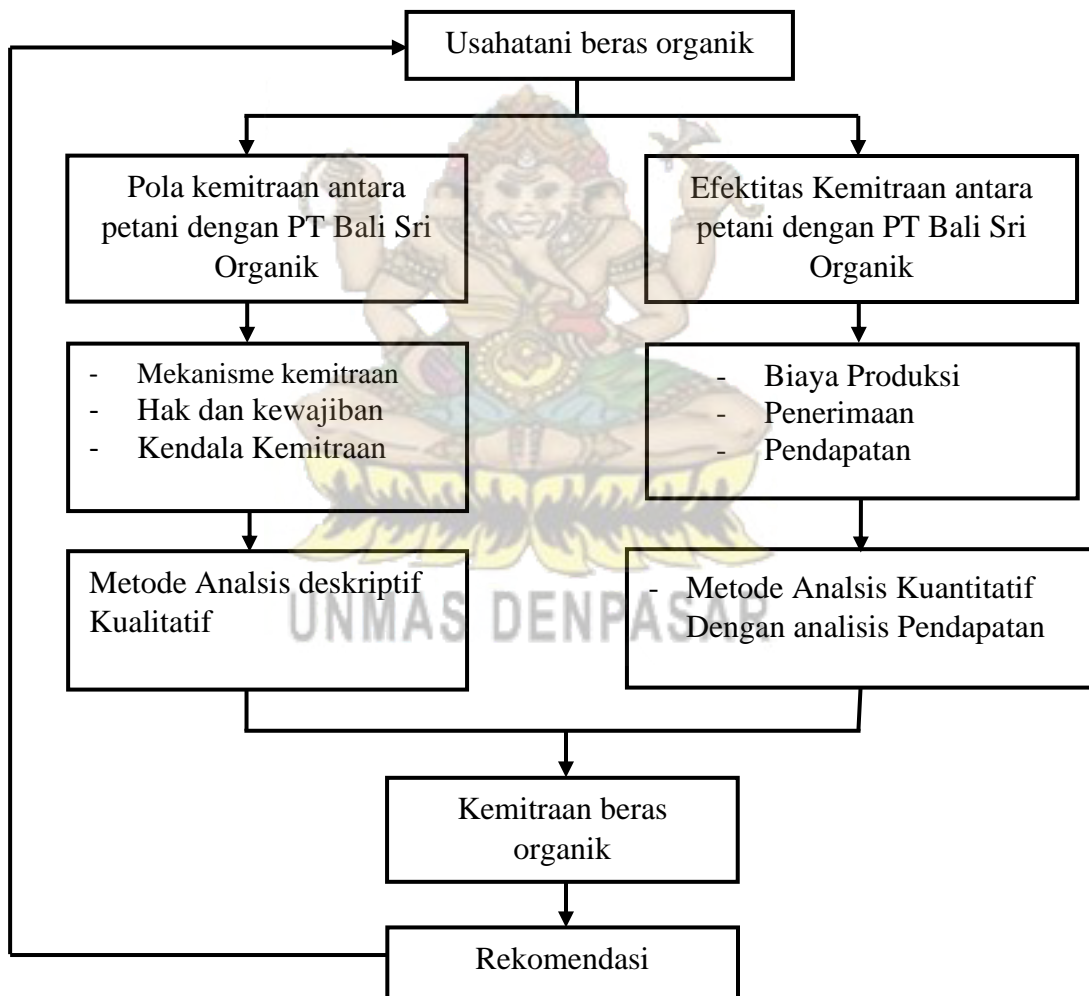 Usahatani beras organik
Pola kemitraan antara
petani dengan PT Bali Sri
Organik
Efektitas Kemitraan antara
petani dengan PT Bali Sri
Organik
- Mekanisme kemitraan
- Hak dan kewajiban
- Kendala Kemitraan
- Biaya Produksi
- Penerimaan
- Pendapatan
Metode Analsis deskriptif
Kualitatif
- Metode Analsis Kuantitatif
Dengan analisis Pendapatan
UNMAS DENPASAR
Kemitraan beras
organik
Rekomendasi